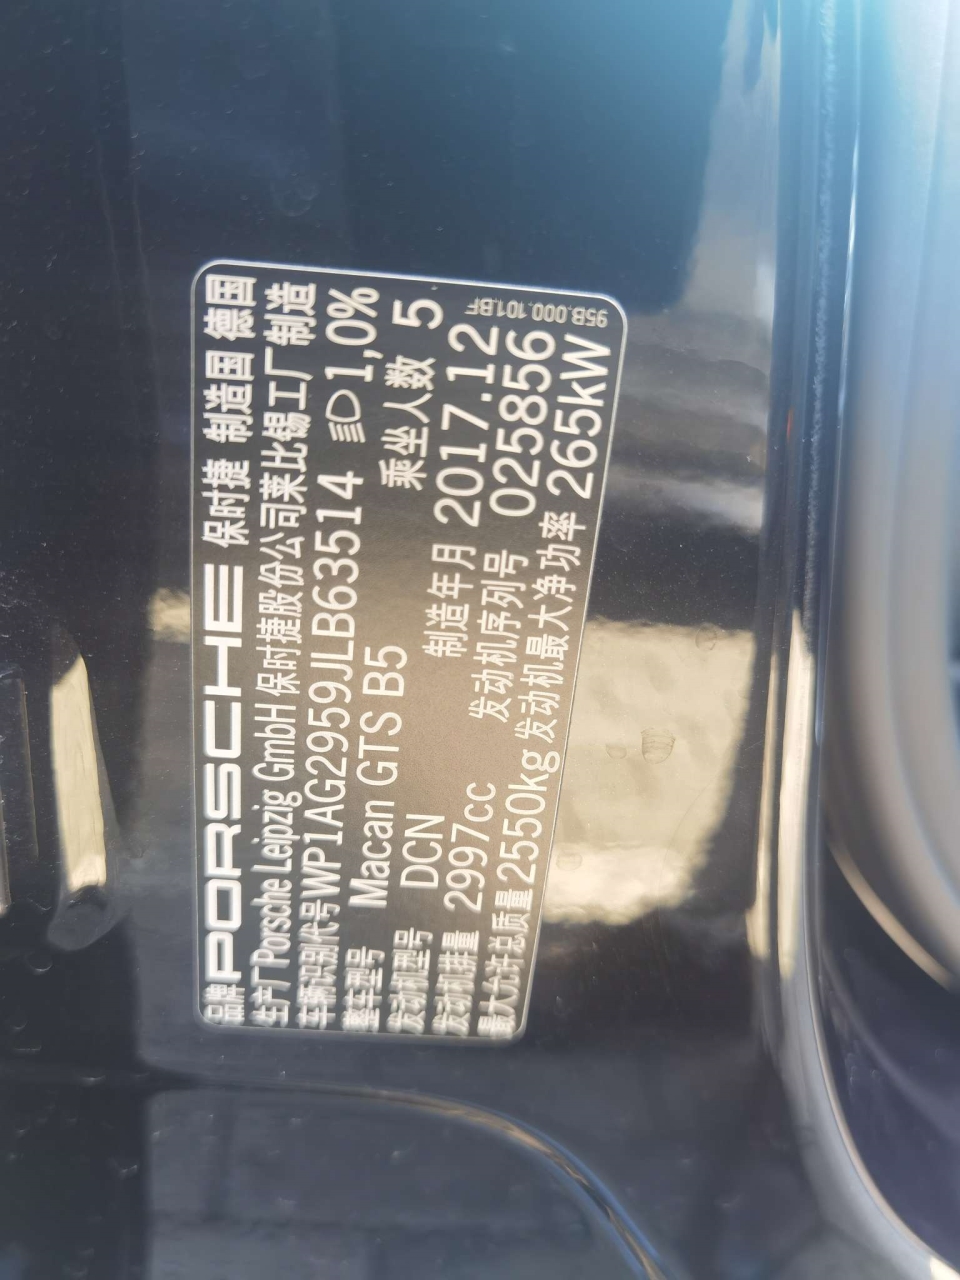 品牌 PORSCHE 保时捷 制造国 德国
生产厂 Porsche Leipzig GmbH 保时捷股份公司莱比锡工厂制造
车辆识别代号 WP1AG2959JLB63514 1,0%
整车型号 Macan GTS B5 乘坐人数 5
发动机型号 DCN 制造年月 2017.12
发动机排量 2997cc 发动机序列号 025856
最大允许总质量 2550kg 发动机最大净功率 265kW
95B.000.101.BF